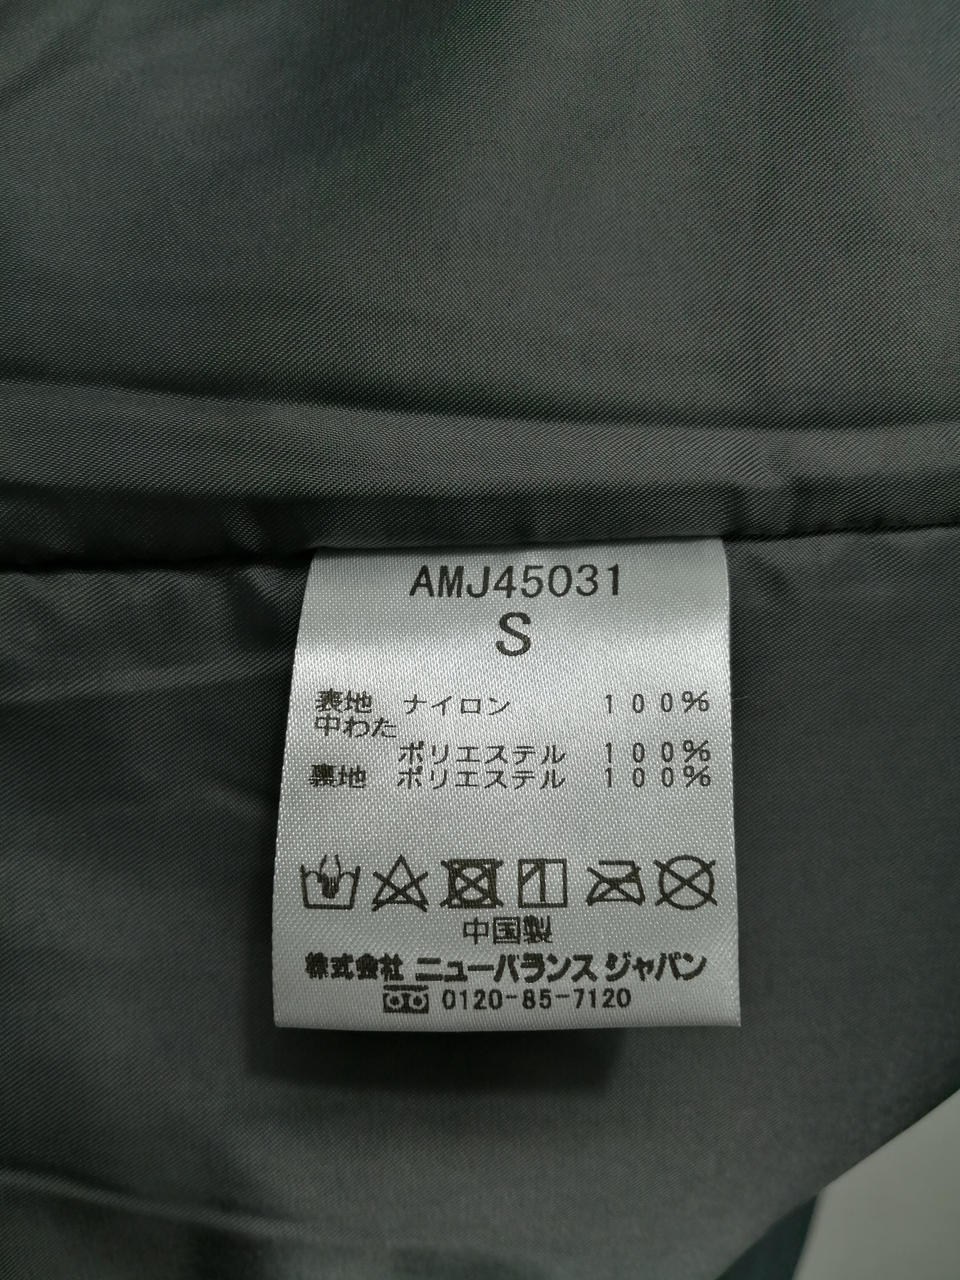 AMJ45031
S
表地 ナイロン 100%
中わた
ポリエステル 100%
裏地 ポリエステル 100%
中国製
株式会社 ニューバランス ジャパン
0120-85-7120